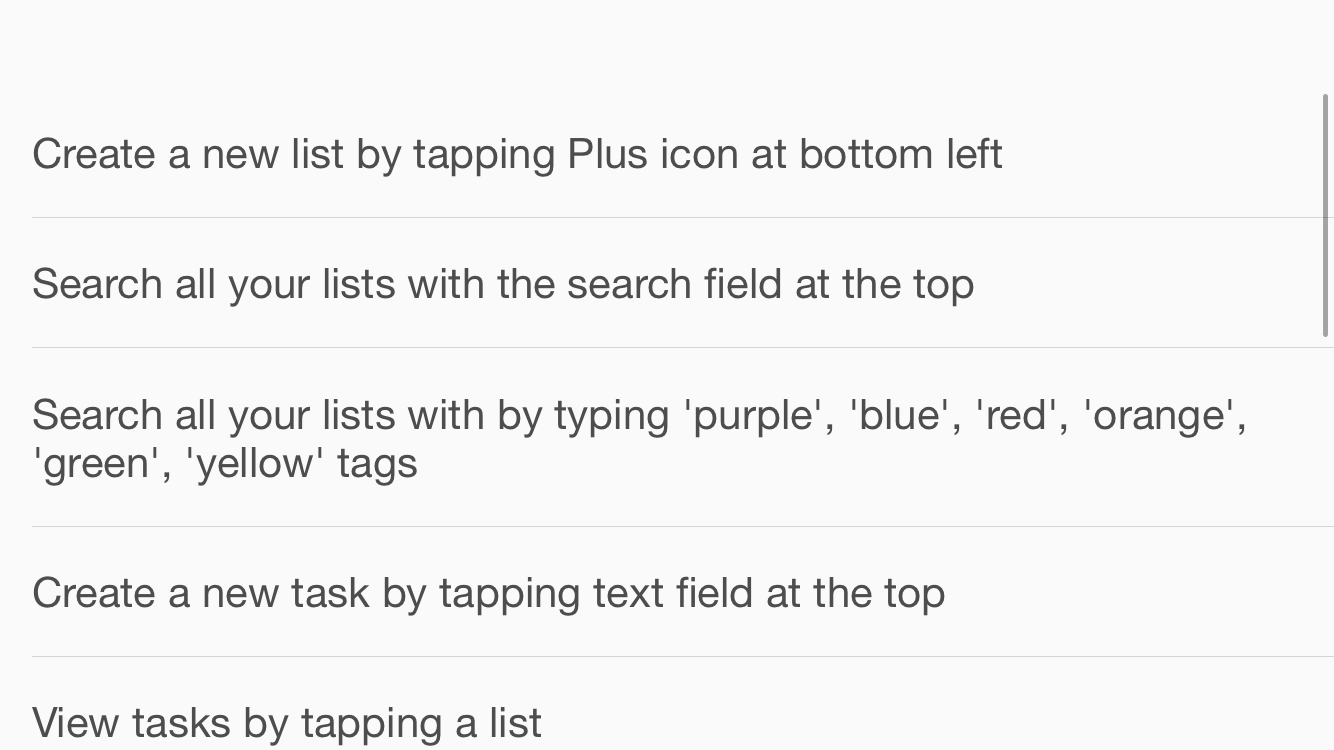 Create a new list by tapping Plus icon at bottom left
Search all your lists with the search field at the top
Search all your lists with by typing 'purple', 'blue', 'red', 'orange',
'green', 'yellow' tags
Create a new task by tapping text field at the top
View tasks by tapping a list